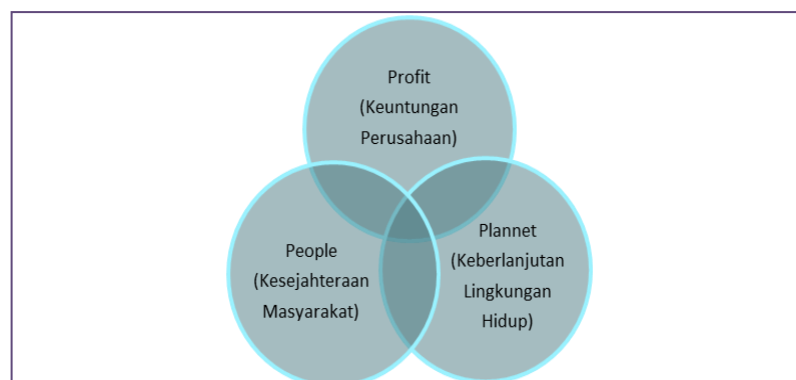 Profit
(Keuntungan
Perusahaan)
People
(Kesejahteraan
Masyarakat)
Plannet
(Keberlanjutan
Lingkungan
Hidup)